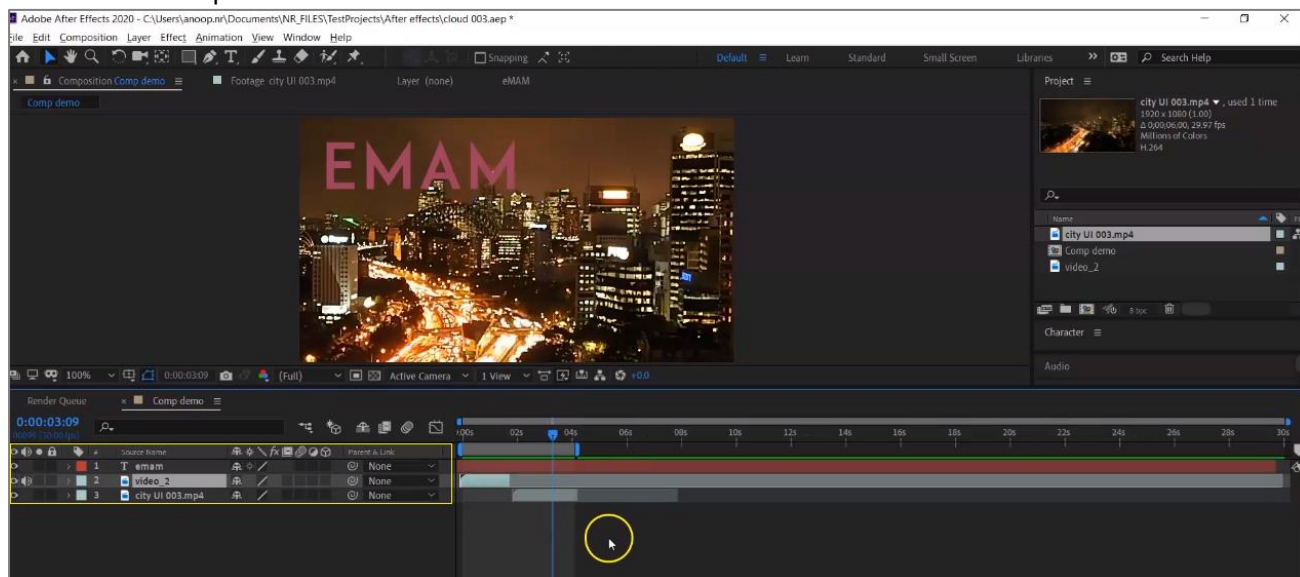 Adobe After Effects 2020 - C:\Users\anoop.nr\Documents\NR_FILES\TestProjects\After effects\cloud 003.aep *
File Edit Composition Layer Effect Animation View Window Help
Snapping Default Learn Standard Small Screen Libraries Search Help
Composition Comp demo Footage city UI 003.mp4 Layer (none) eMAM
Comp demo
EMAM
Project
city UI 003.mp4 , used 1 time
1920 x 1080 (1.00)
Δ 0;00;06;00, 29.97 fps
Millions of Colors
H.264
Name
city UI 003.mp4
Comp demo
video_2
8 bpc
Character
Audio
100% 0:00:03:09 (Full) Active Camera 1 View +0.0
Render Queue Comp demo
0:00:03:09
02s 04s 06s 08s 10s 12s 14s 16s 18s 20s 22s 24s 26s 28s 30s
# Source Name Parent & Link
1 T emam None
2 video_2 None
3 city UI 003.mp4 None